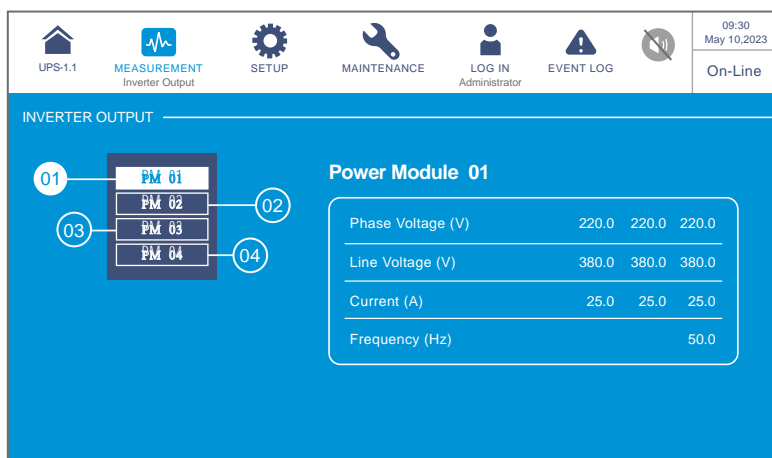 09:30
May 10,2023
UPS-1.1 MEASUREMENT SETUP MAINTENANCE LOG IN EVENT LOG
Inverter Output Administrator
On-Line
INVERTER OUTPUT
Power Module 01
01 PM 01
PM 02 02
03 PM 03
PM 04 04
Phase Voltage (V) 220.0 220.0 220.0
Line Voltage (V) 380.0 380.0 380.0
Current (A) 25.0 25.0 25.0
Frequency (Hz) 50.0